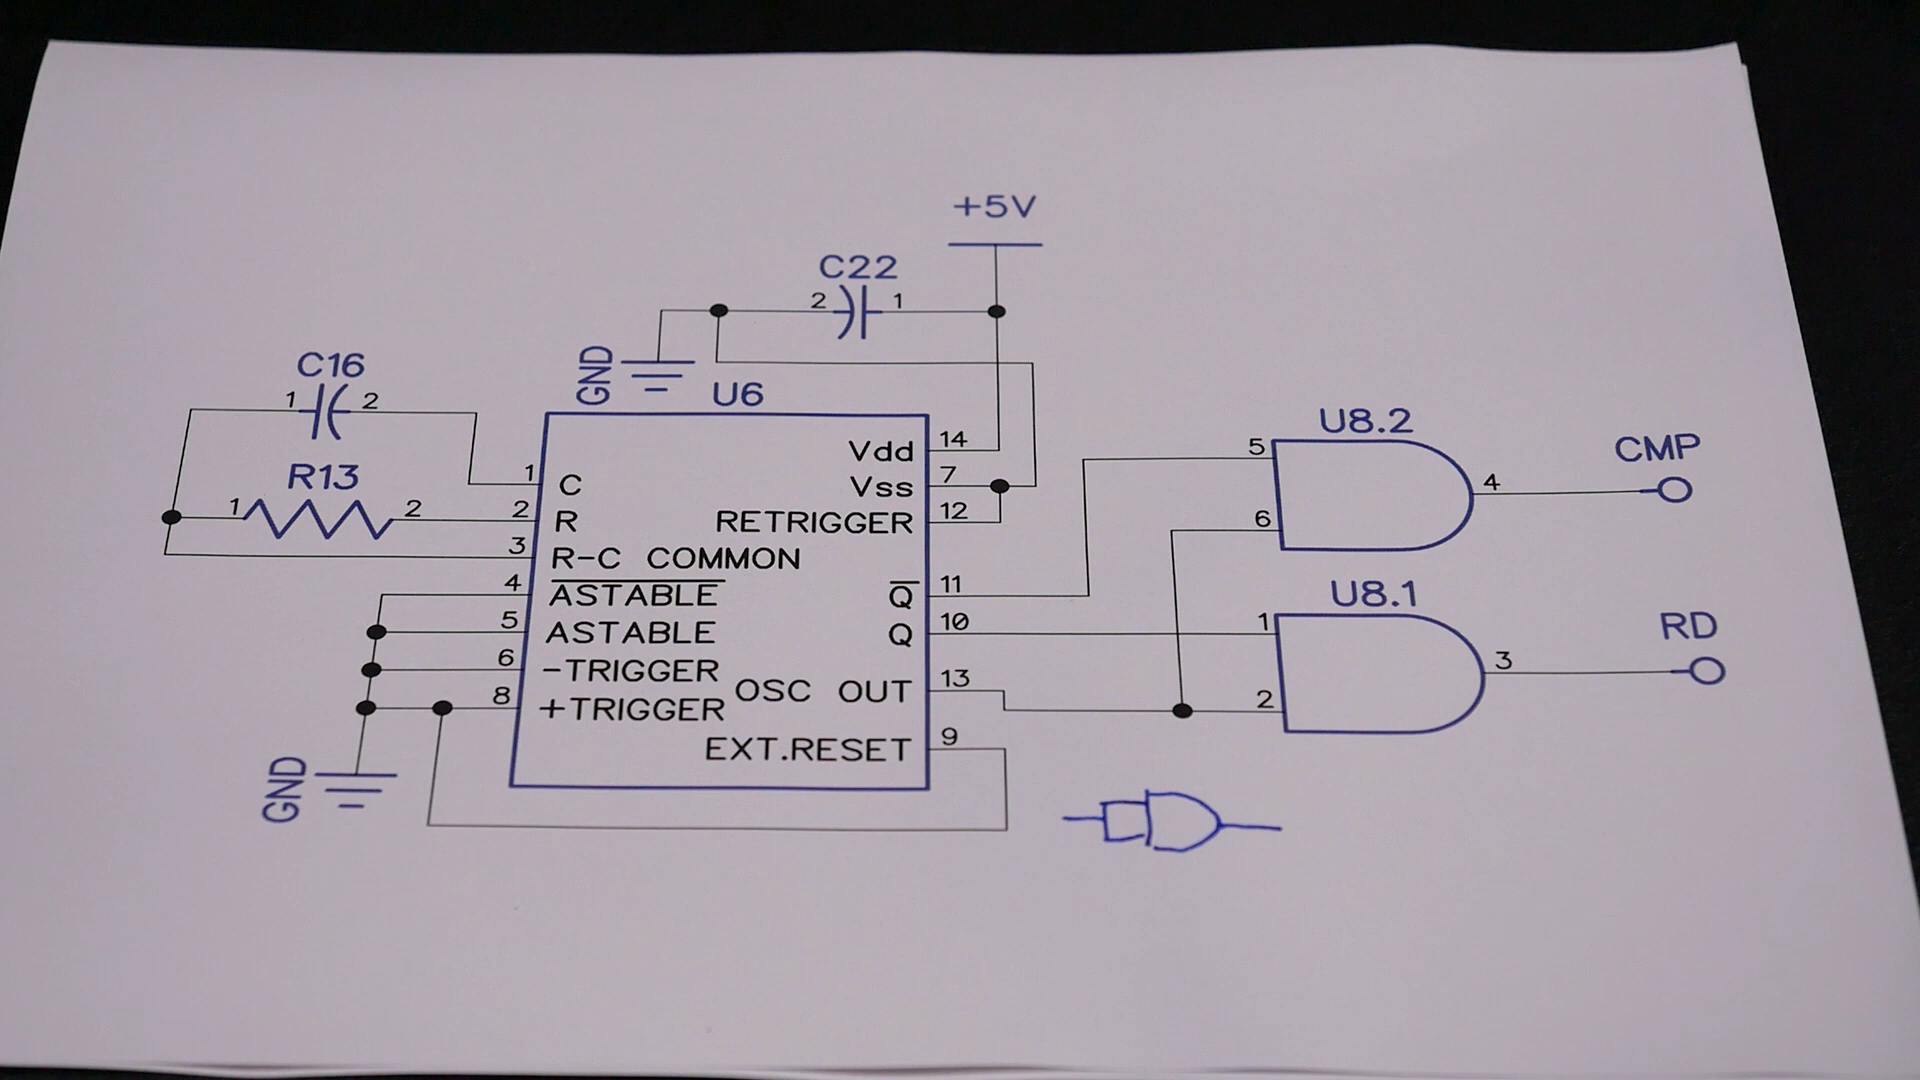 +5V
C22
2 1
C16
1 2
GND
U6
R13
1 2
1 C
2 R
3 R-C COMMON
4 ASTABLE
5 ASTABLE
6 -TRIGGER
8 +TRIGGER
GND
Vdd 14
Vss 7
RETRIGGER 12
Q 11
Q 10
OSC OUT 13
EXT.RESET 9
U8.2
5
6
4
CMP
U8.1
1
2
3
RD